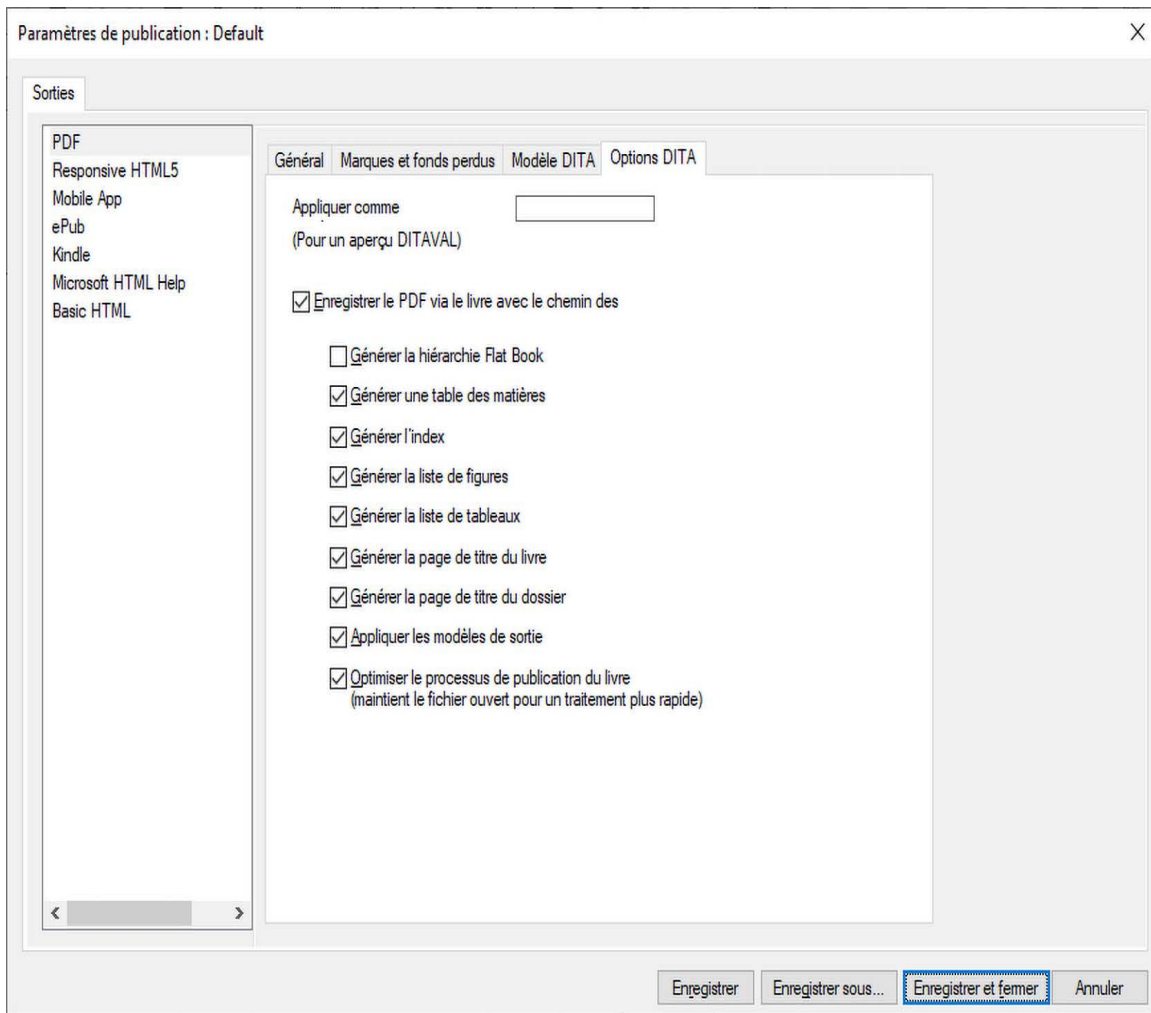 Paramètres de publication : Default
Sorties
PDF
Responsive HTML5
Mobile App
ePub
Kindle
Microsoft HTML Help
Basic HTML
Général Marques et fonds perdus Modèle DITA Options DITA
Appliquer comme
(Pour un aperçu DITAVAL)
Enregistrer le PDF via le livre avec le chemin des
Générer la hiérarchie Flat Book
Générer une table des matières
Générer l'index
Générer la liste de figures
Générer la liste de tableaux
Générer la page de titre du livre
Générer la page de titre du dossier
Appliquer les modèles de sortie
Optimiser le processus de publication du livre
(maintient le fichier ouvert pour un traitement plus rapide)
Enregistrer Enregistrer sous... Enregistrer et fermer Annuler